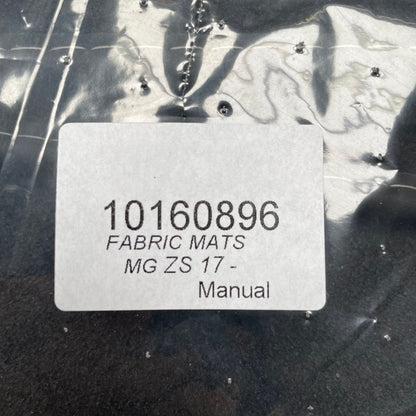 10160896
FABRIC MATS
MG ZS 17 -
Manual